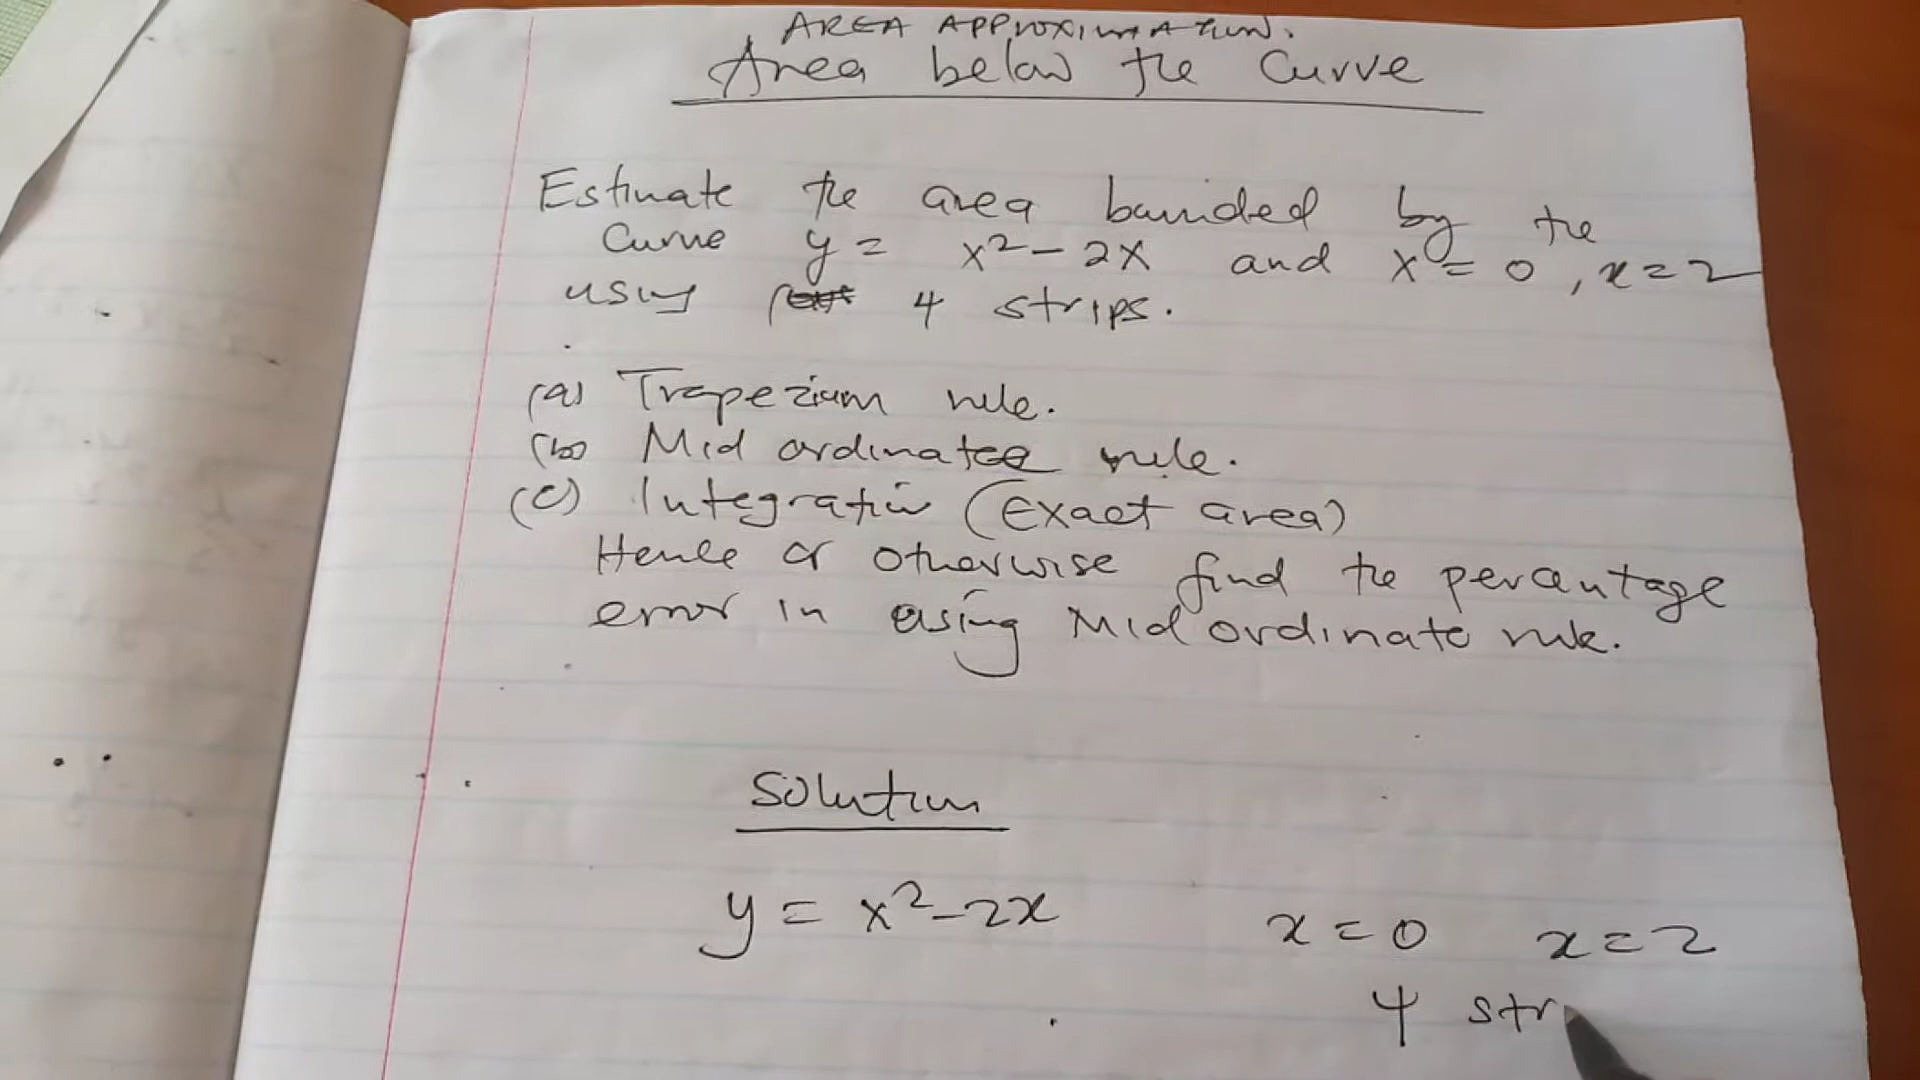 AREA APPROXIMATION.
Area below the Curve
Estimate the area bounded by the
Curve y = x² - 2x and x = 0, x = 2
using 4 strips.
(a) Trapezium rule.
(b) Mid ordinate rule.
(c) Integration (Exact area)
Hence or otherwise find the percentage
error in using Mid ordinate rule.
Solution
y = x² - 2x x = 0 x = 2
4 str